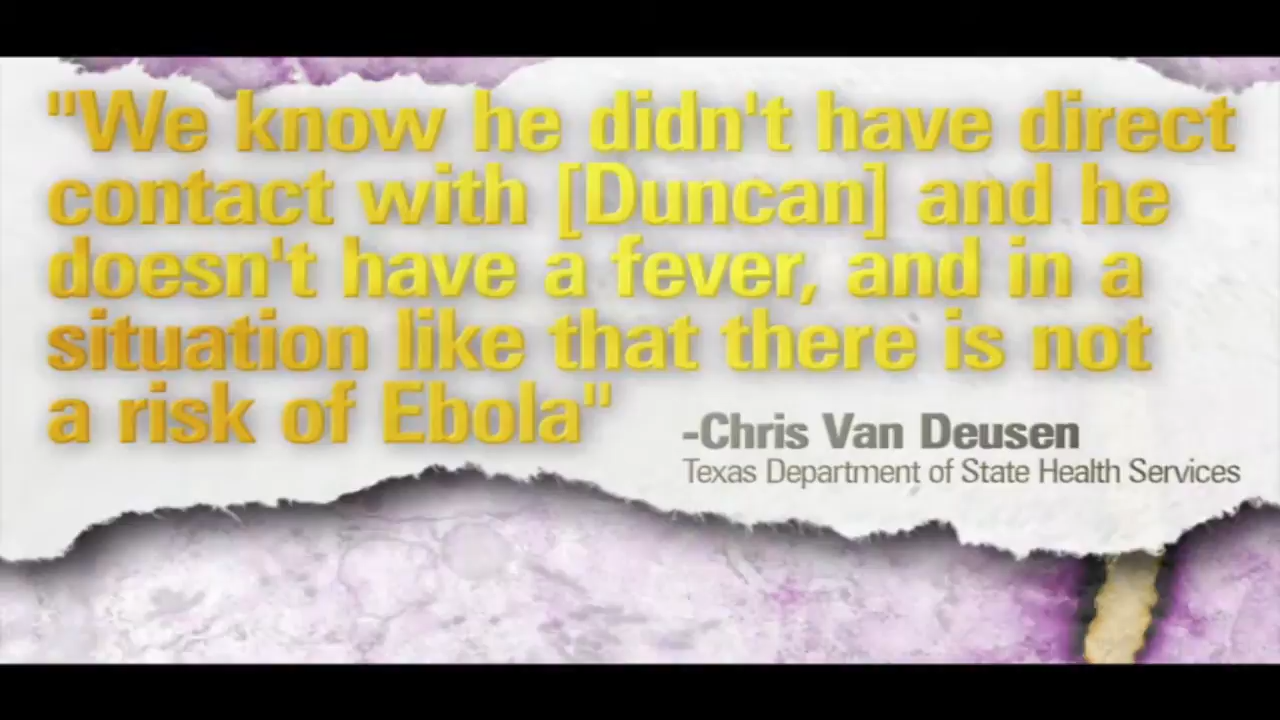 "We know he didn't have direct
contact with [Duncan] and he
doesn't have a fever, and in a
situation like that there is not
a risk of Ebola"
-Chris Van Deusen
Texas Department of State Health Services